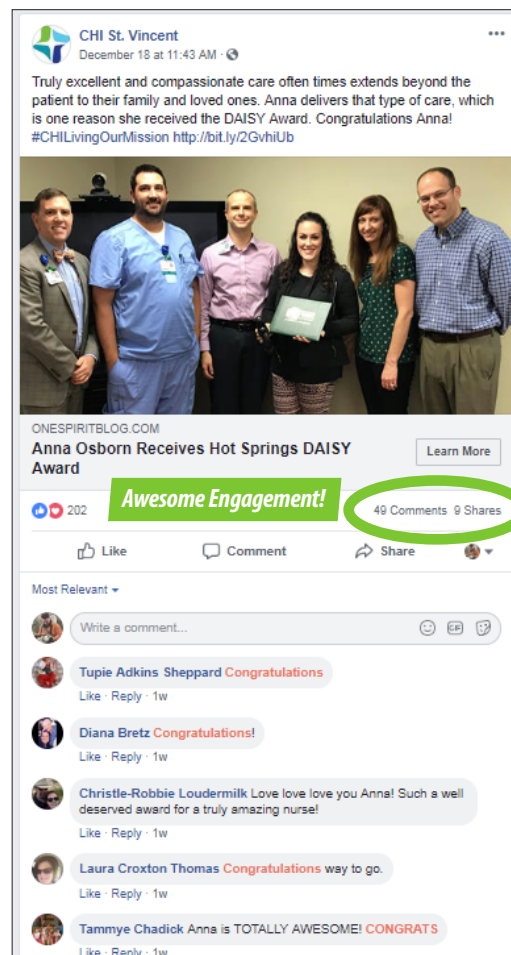 CHI St. Vincent
December 18 at 11:43 AM ·
Truly excellent and compassionate care often times extends beyond the
patient to their family and loved ones. Anna delivers that type of care, which
is one reason she received the DAISY Award. Congratulations Anna!
#CHILivingOurMission http://bit.ly/2GvhiUb
ONESPIRITBLOG.COM
Anna Osborn Receives Hot Springs DAISY
Award
Learn More
202
Awesome Engagement!
49 Comments 9 Shares
Like Comment Share
Most Relevant
Write a comment...
GIF
Tupie Adkins Sheppard Congratulations
Like · Reply · 1w
Diana Bretz Congratulations!
Like · Reply · 1w
Christle-Robbie Loudermilk Love love love you Anna! Such a well
deserved award for a truly amazing nurse!
Like · Reply · 1w
Laura Croxton Thomas Congratulations way to go.
Like · Reply · 1w
Tammye Chadick Anna is TOTALLY AWESOME! CONGRATS
Like · Reply · 1w